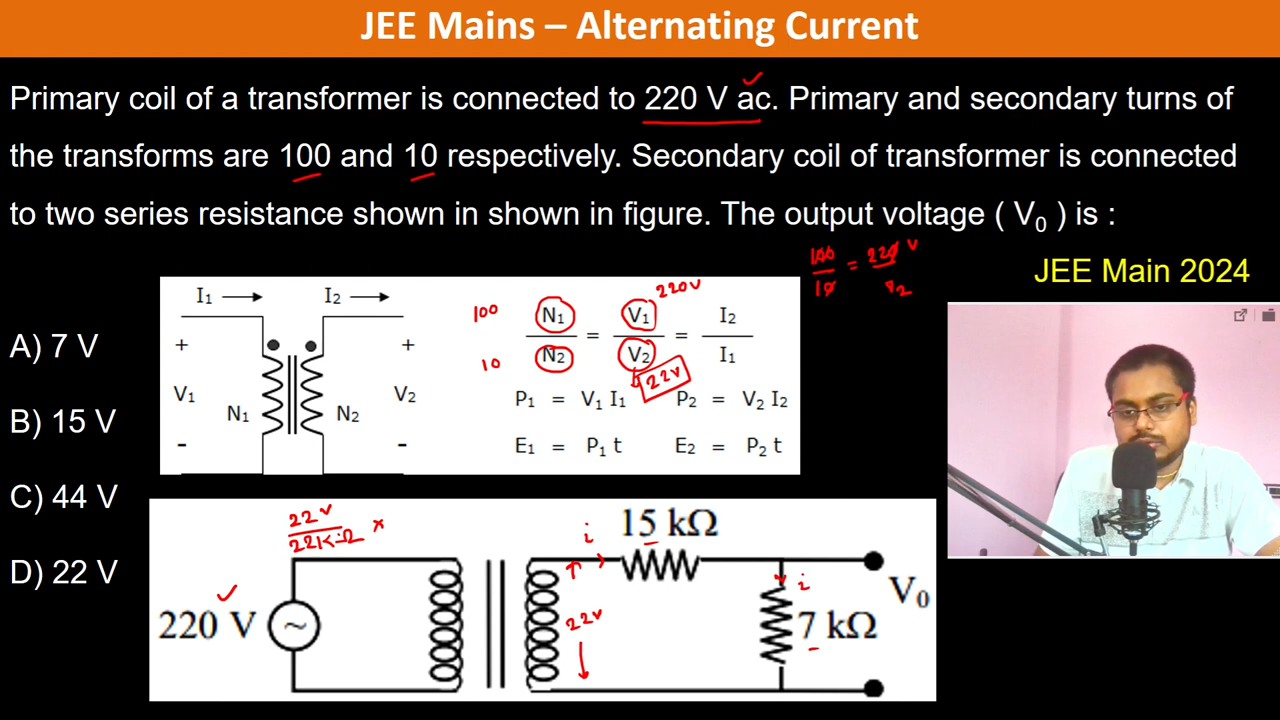 JEE Mains – Alternating Current
Primary coil of a transformer is connected to 220 V ac. Primary and secondary turns of
the transforms are 100 and 10 respectively. Secondary coil of transformer is connected
to two series resistance shown in shown in figure. The output voltage ( V₀ ) is :
100/10 = 220 V/V₂
JEE Main 2024
A) 7 V
B) 15 V
C) 44 V
D) 22 V
I₁ I₂
+ +
V₁ N₁ N₂ V₂
- -
100 N₁ V₁ 220V I₂
= =
10 N₂ V₂ 22V I₁
P₁ = V₁ I₁ P₂ = V₂ I₂
E₁ = P₁ t E₂ = P₂ t
22 V
22 kΩ ×
i 15 kΩ
i V₀
220 V ~ 22V 7 kΩ